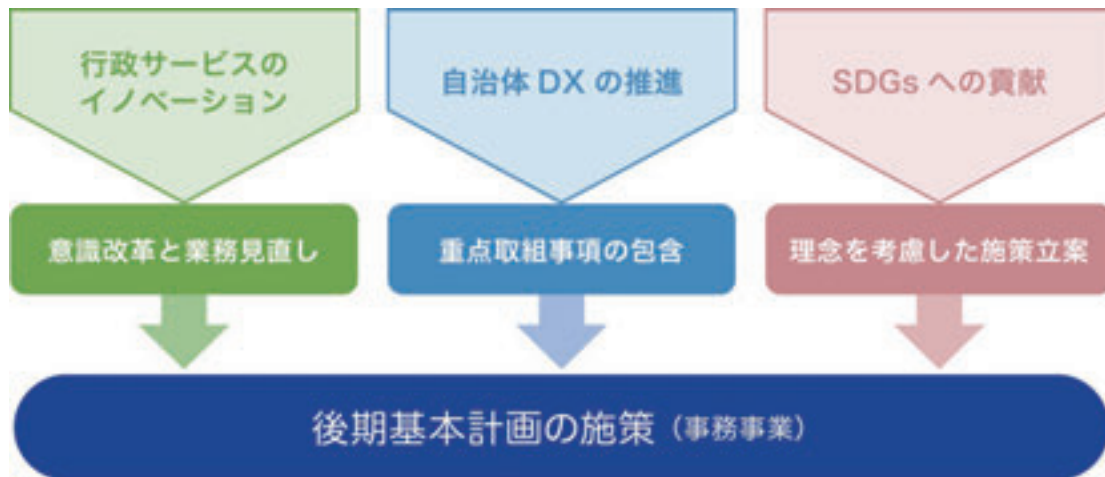 行政サービスの
イノベーション
自治体 DX の推進
SDGs への貢献
意識改革と業務見直し
重点取組事項の包含
理念を考慮した施策立案
後期基本計画の施策（事務事業）